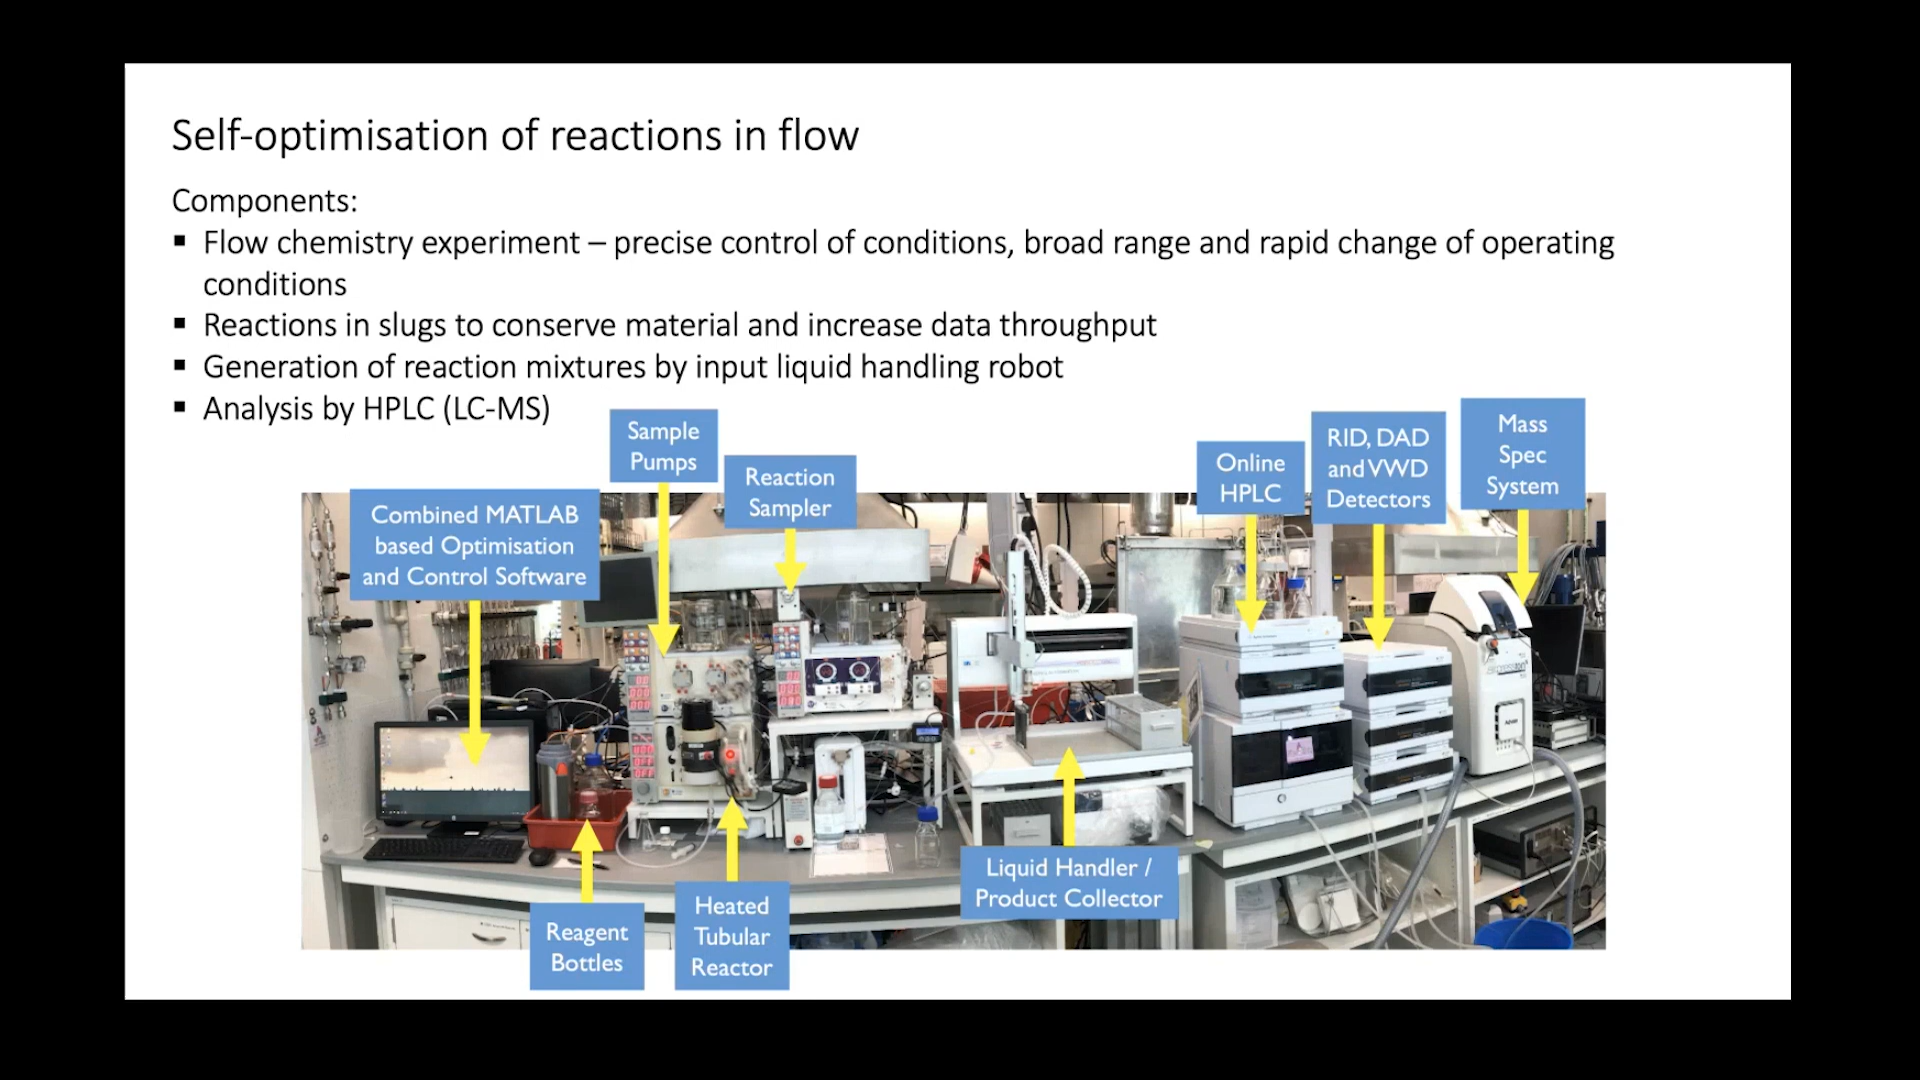 Self-optimisation of reactions in flow
Components:
▪ Flow chemistry experiment – precise control of conditions, broad range and rapid change of operating
conditions
▪ Reactions in slugs to conserve material and increase data throughput
▪ Generation of reaction mixtures by input liquid handling robot
▪ Analysis by HPLC (LC-MS)
Sample
Pumps
Reaction
Sampler
Combined MATLAB
based Optimisation
and Control Software
Online
HPLC
RID, DAD
and VWD
Detectors
Mass
Spec
System
Reagent
Bottles
Heated
Tubular
Reactor
Liquid Handler /
Product Collector